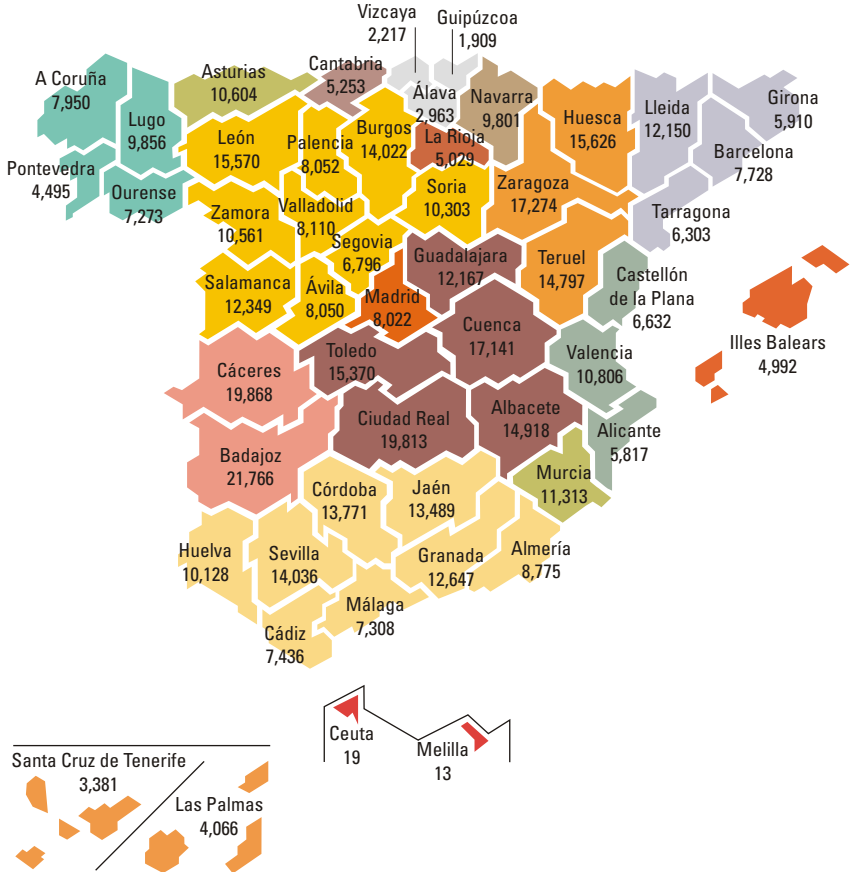 Vizcaya
2,217
Guipúzcoa
1,909
A Coruña
7,950
Lugo
9,856
Asturias
10,604
Cantabria
5,253
Álava
2,963
Navarra
9,801
Huesca
15,626
Lleida
12,150
Girona
5,910
Barcelona
7,728
Pontevedra
4,495
Ourense
7,273
León
15,570
Palencia
8,052
Burgos
14,022
La Rioja
5,029
Zaragoza
17,274
Tarragona
6,303
Zamora
10,561
Valladolid
8,110
Soria
10,303
Segovia
6,796
Salamanca
12,349
Ávila
8,050
Madrid
8,022
Guadalajara
12,167
Teruel
14,797
Castellón
de la Plana
6,632
Illes Balears
4,992
Cáceres
19,868
Toledo
15,370
Cuenca
17,141
Valencia
10,806
Badajoz
21,766
Ciudad Real
19,813
Albacete
14,918
Alicante
5,817
Murcia
11,313
Córdoba
13,771
Jaén
13,489
Huelva
10,128
Sevilla
14,036
Granada
12,647
Almería
8,775
Málaga
7,308
Cádiz
7,436
Ceuta
19
Melilla
13
Santa Cruz de Tenerife
3,381
Las Palmas
4,066